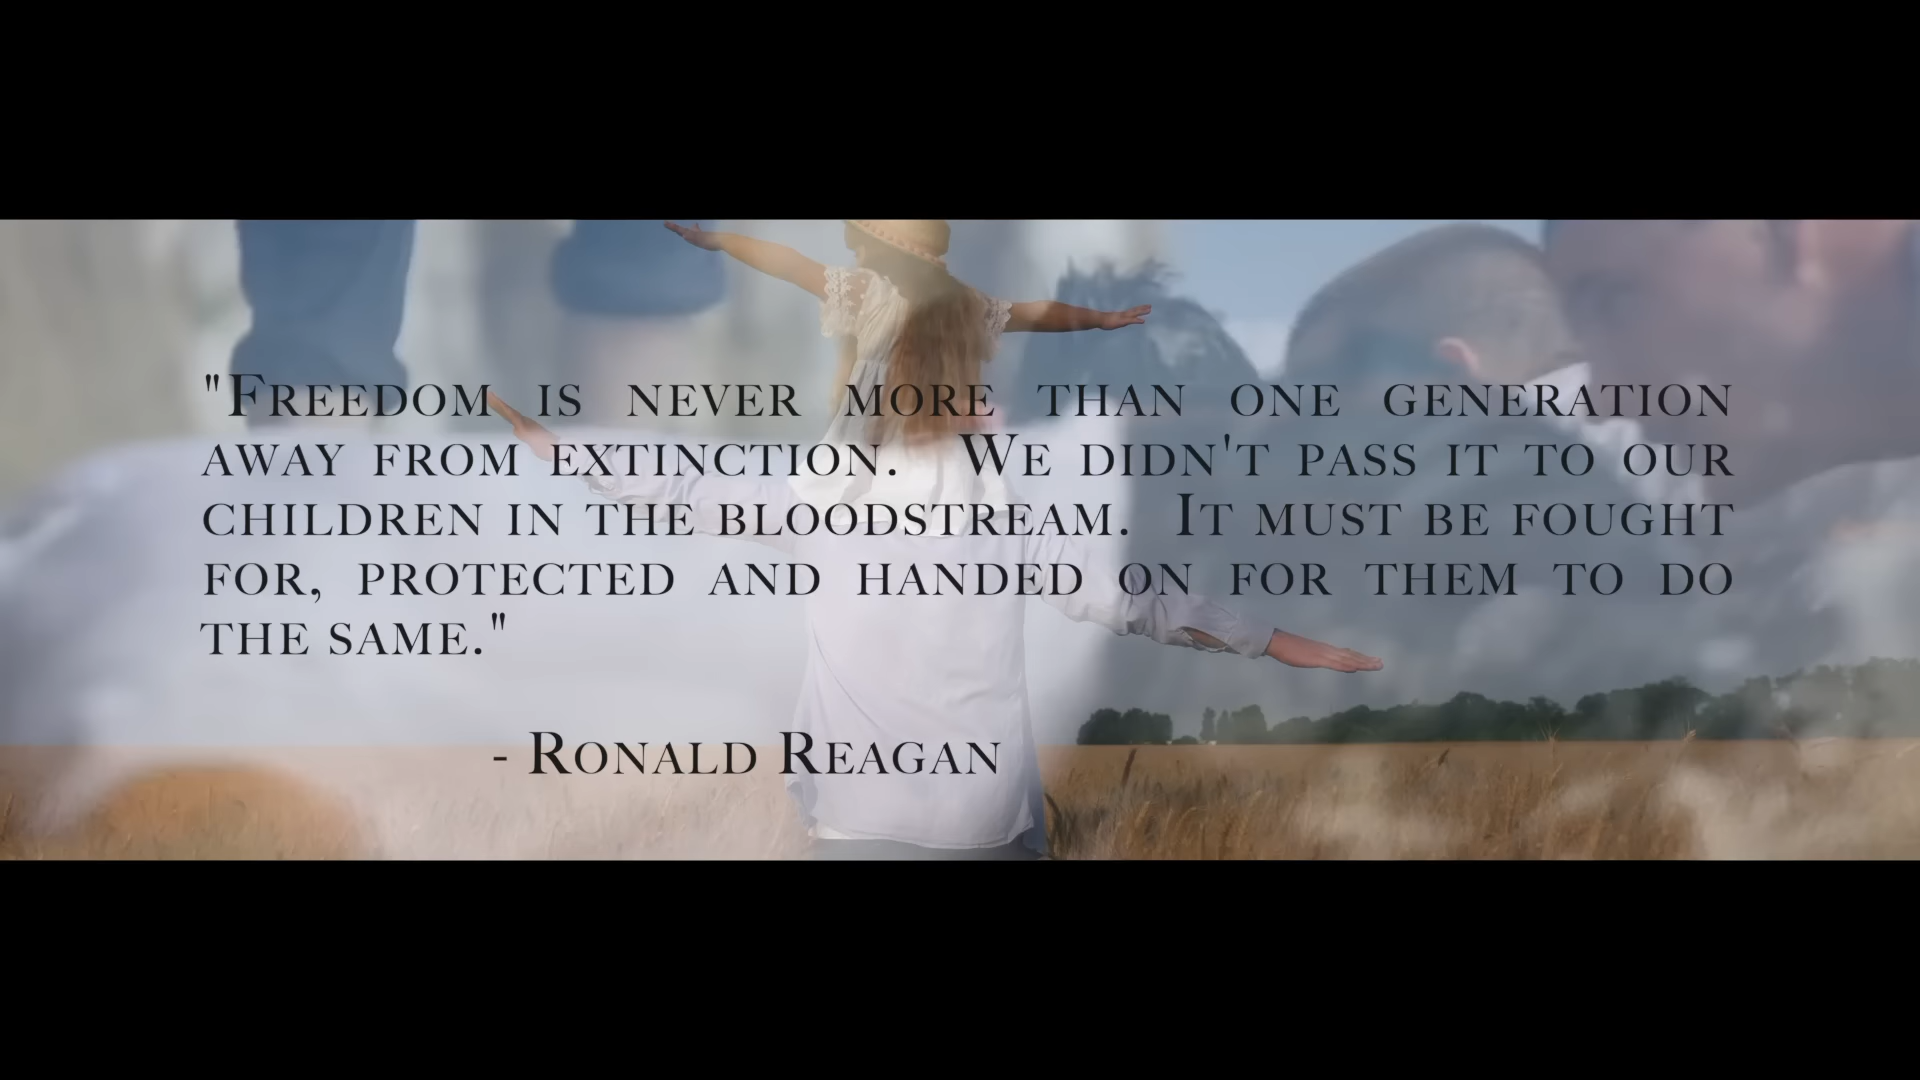 "Freedom is never more than one generation
away from extinction. We didn't pass it to our
children in the bloodstream. It must be fought
for, protected and handed on for them to do
the same."
- Ronald Reagan